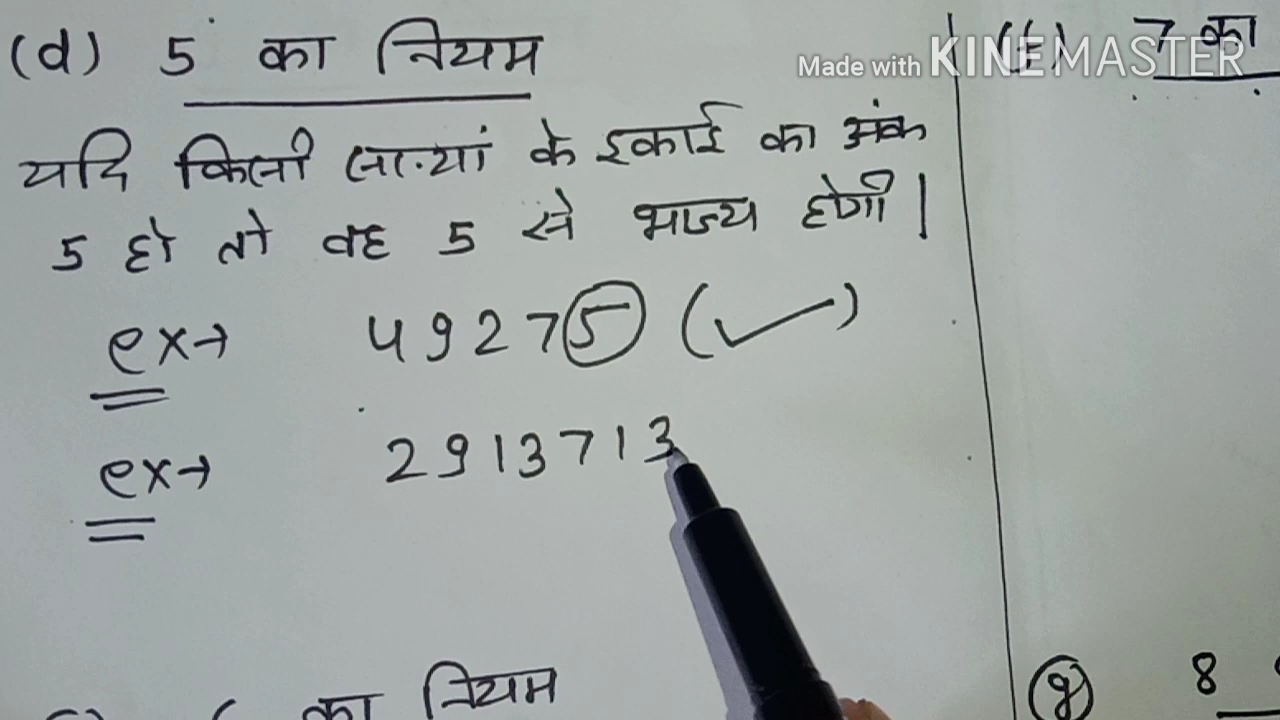 (d) 5 का नियम
यदि किसी संख्यां के इकाई का अंक
5 हो तो वह 5 से भाज्य होगी।
ex→ 49275 (✓)
ex→ 2913713
का नियम
(f) 7 का
Made with KINEMASTER
(g) 8